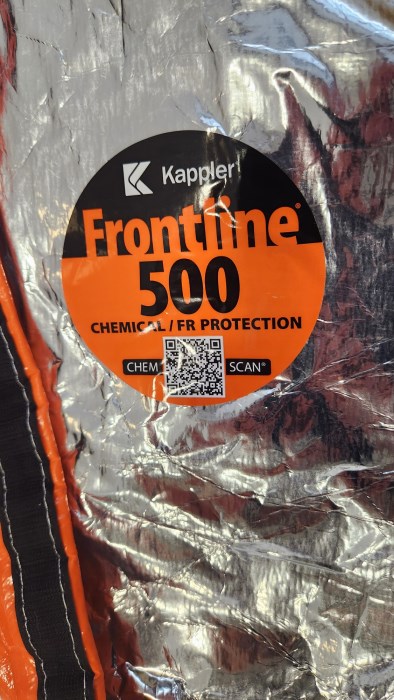 Kappler®
Frontline®
500
CHEMICAL / FR PROTECTION
CHEM SCAN®